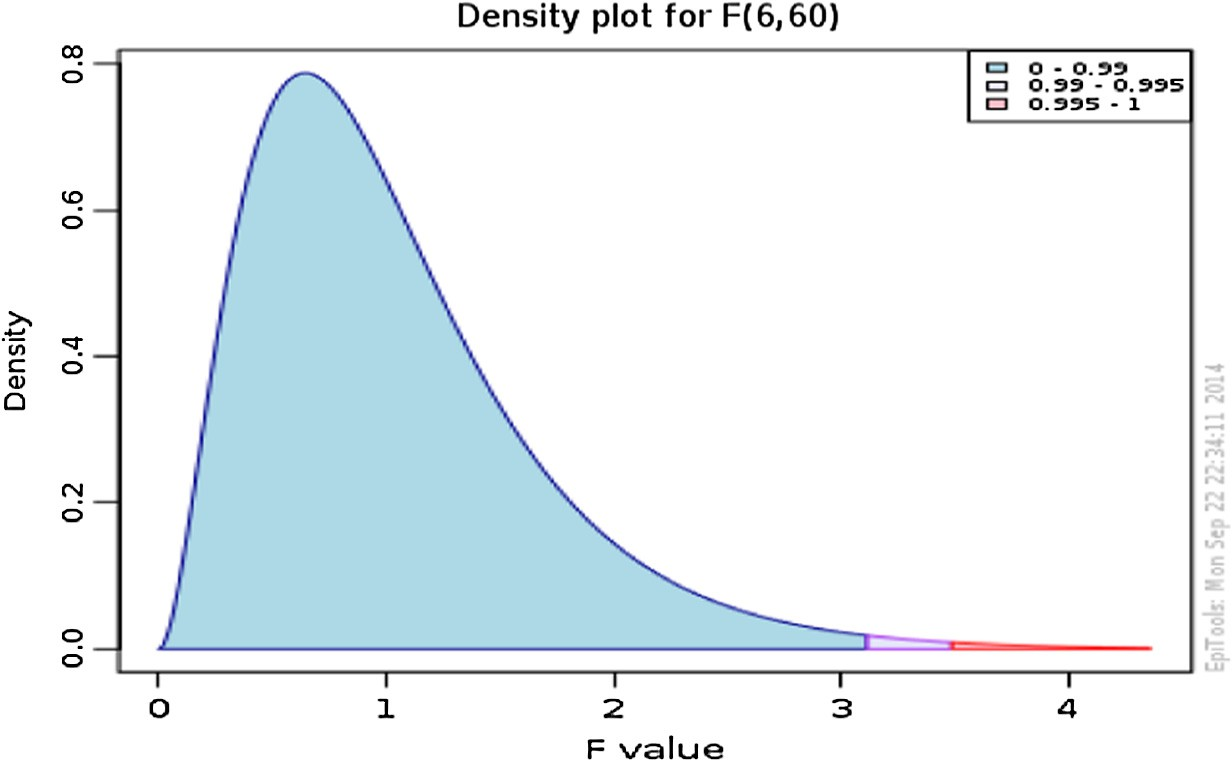 Density plot for F(6,60)
0 - 0.99
0.99 - 0.995
0.995 - 1
Density
0.8
0.6
0.4
0.2
0.0
0 1 2 3 4
F value
EpiTools: Mon Sep 22 22:34:11 2014